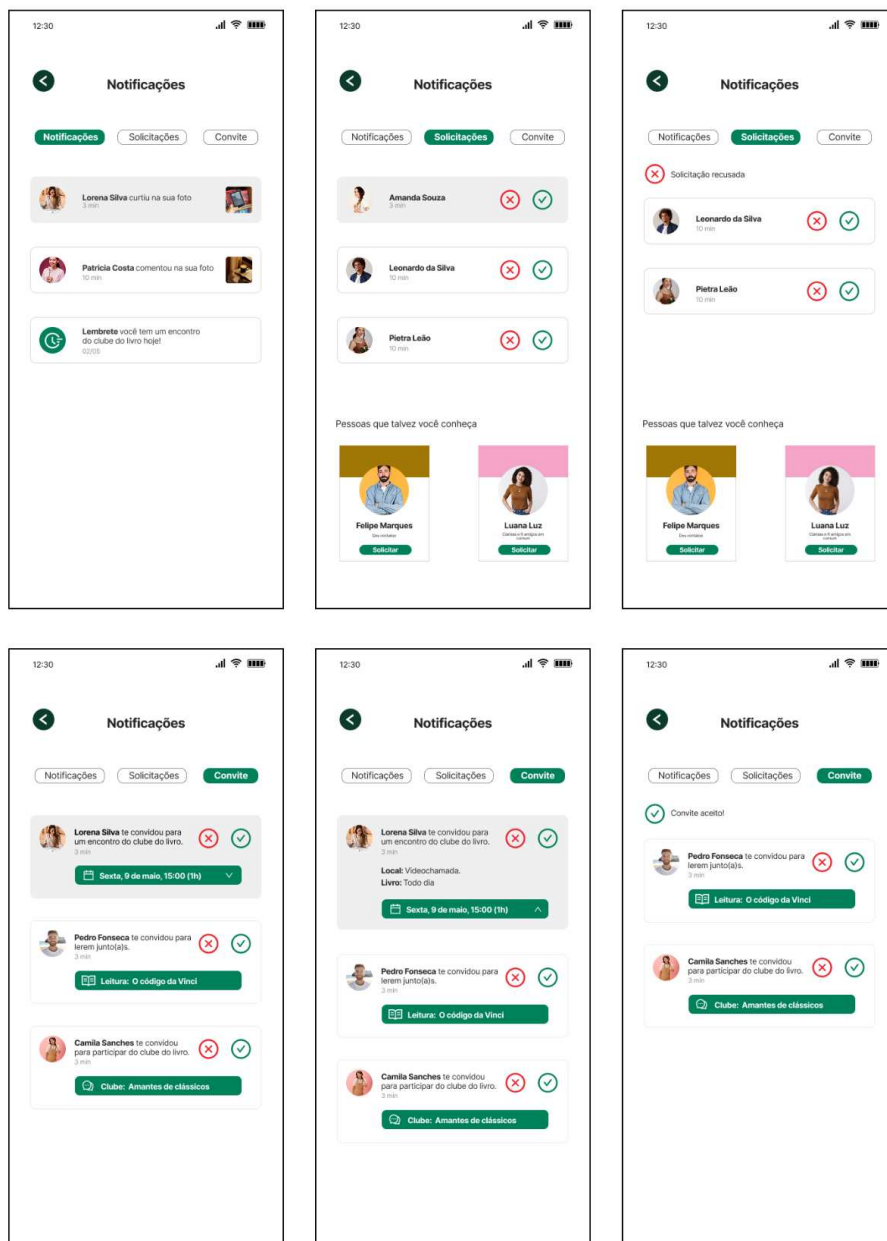 12:30
Notificações
Notificações Solicitações Convite
Lorena Silva curtiu na sua foto
3 min
Patrícia Costa comentou na sua foto
10 min
Lembrete você tem um encontro
do clube do livro hoje!
02/05
12:30
Notificações
Notificações Solicitações Convite
Amanda Souza
3 min
Leonardo da Silva
10 min
Pietra Leão
10 min
Pessoas que talvez você conheça
Felipe Marques
Solicitar
Luana Luz
Solicitar
12:30
Notificações
Notificações Solicitações Convite
Solicitação recusada
Leonardo da Silva
10 min
Pietra Leão
10 min
Pessoas que talvez você conheça
Felipe Marques
Solicitar
Luana Luz
Solicitar
12:30
Notificações
Notificações Solicitações Convite
Lorena Silva te convidou para
um encontro do clube do livro.
3 min
Sexta, 9 de maio, 15:00 (1h)
Pedro Fonseca te convidou para
lerem junto(a)s.
3 min
Leitura: O código da Vinci
Camila Sanches te convidou
para participar do clube do livro.
3 min
Clube: Amantes de clássicos
12:30
Notificações
Notificações Solicitações Convite
Lorena Silva te convidou para
um encontro do clube do livro.
3 min
Local: Videochamada.
Livro: Todo dia
Sexta, 9 de maio, 15:00 (1h)
Pedro Fonseca te convidou para
lerem junto(a)s.
3 min
Leitura: O código da Vinci
Camila Sanches te convidou
para participar do clube do livro.
3 min
Clube: Amantes de clássicos
12:30
Notificações
Notificações Solicitações Convite
Convite aceito!
Pedro Fonseca te convidou para
lerem junto(a)s.
3 min
Leitura: O código da Vinci
Camila Sanches te convidou
para participar do clube do livro.
3 min
Clube: Amantes de clássicos